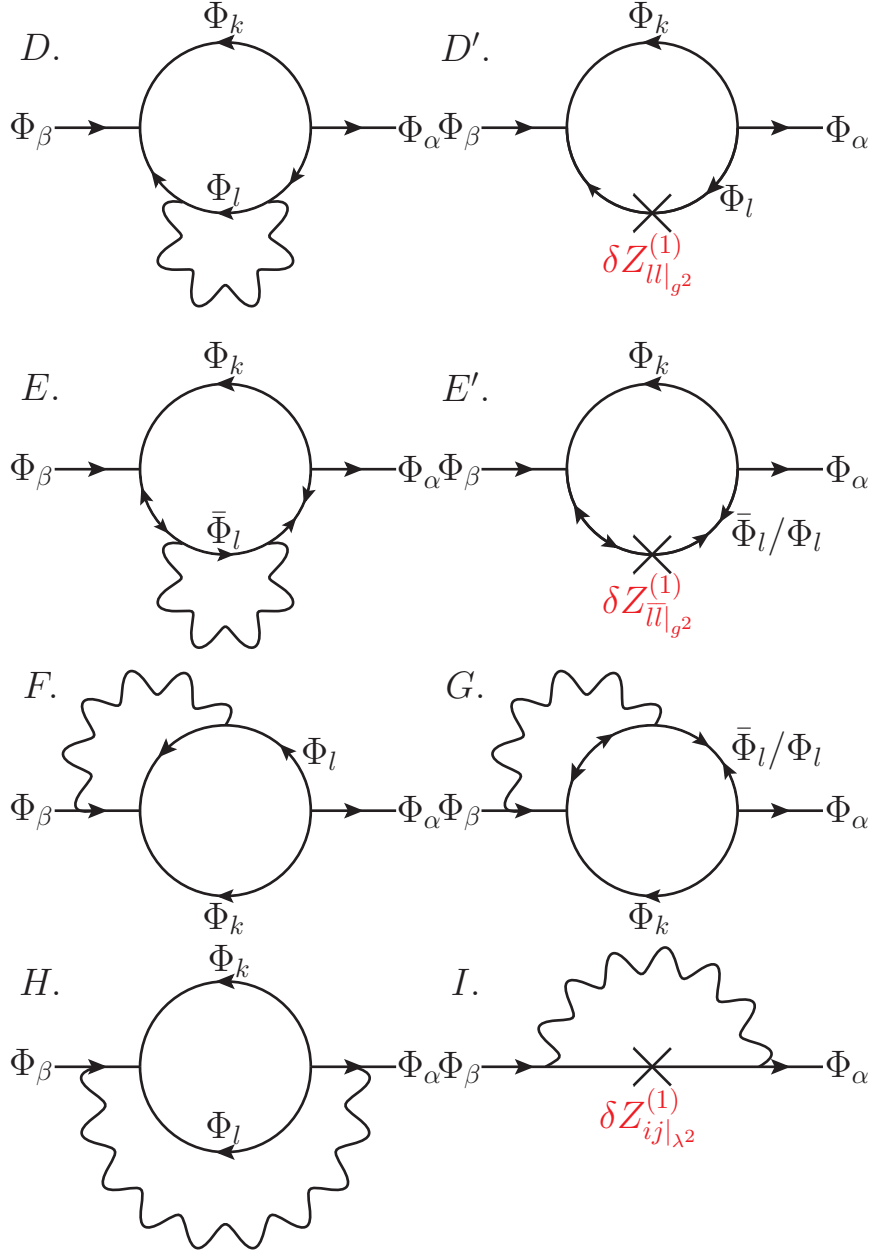 D. Φ_k Φ_β Φ_l Φ_α
D′. Φ_k Φ_β Φ_l Φ_α
δZ^{(1)}_{ll|_{g^2}}
E. Φ_k Φ_β Φ̄_l Φ_α
E′. Φ_k Φ_β Φ̄_l/Φ_l Φ_α
δZ^{(1)}_{l̄l|_{g^2}}
F. Φ_l Φ_β Φ_α Φ_k
G. Φ̄_l/Φ_l Φ_β Φ_α Φ_k
H. Φ_k Φ_β Φ_α Φ_l
I. Φ_β Φ_α
δZ^{(1)}_{ij|_{λ^2}}